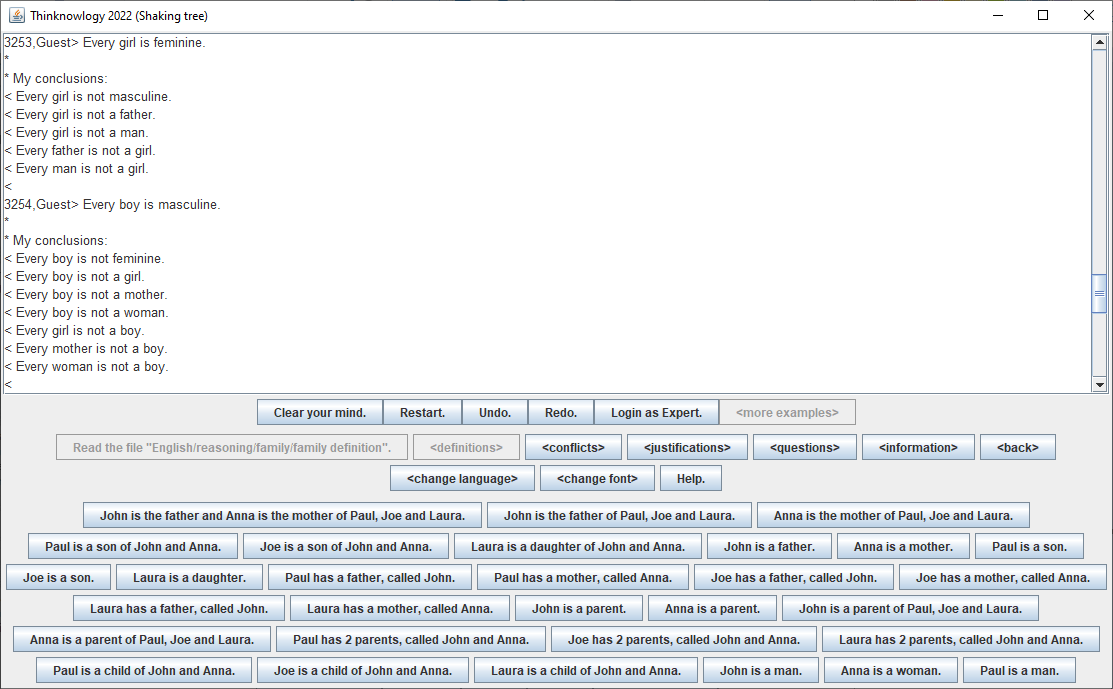 Thinknowlogy 2022 (Shaking tree)
3253,Guest> Every girl is feminine.
*
* My conclusions:
< Every girl is not masculine.
< Every girl is not a father.
< Every girl is not a man.
< Every father is not a girl.
< Every man is not a girl.
<
3254,Guest> Every boy is masculine.
*
* My conclusions:
< Every boy is not feminine.
< Every boy is not a girl.
< Every boy is not a mother.
< Every boy is not a woman.
< Every girl is not a boy.
< Every mother is not a boy.
< Every woman is not a boy.
<
Clear your mind. Restart. Undo. Redo. Login as Expert. <more examples>
Read the file "English/reasoning/family/family definition". <definitions> <conflicts> <justifications> <questions> <information> <back>
<change language> <change font> Help.
John is the father and Anna is the mother of Paul, Joe and Laura. John is the father of Paul, Joe and Laura. Anna is the mother of Paul, Joe and Laura.
Paul is a son of John and Anna. Joe is a son of John and Anna. Laura is a daughter of John and Anna. John is a father. Anna is a mother. Paul is a son.
Joe is a son. Laura is a daughter. Paul has a father, called John. Paul has a mother, called Anna. Joe has a father, called John. Joe has a mother, called Anna.
Laura has a father, called John. Laura has a mother, called Anna. John is a parent. Anna is a parent. John is a parent of Paul, Joe and Laura.
Anna is a parent of Paul, Joe and Laura. Paul has 2 parents, called John and Anna. Joe has 2 parents, called John and Anna. Laura has 2 parents, called John and Anna.
Paul is a child of John and Anna. Joe is a child of John and Anna. Laura is a child of John and Anna. John is a man. Anna is a woman. Paul is a man.